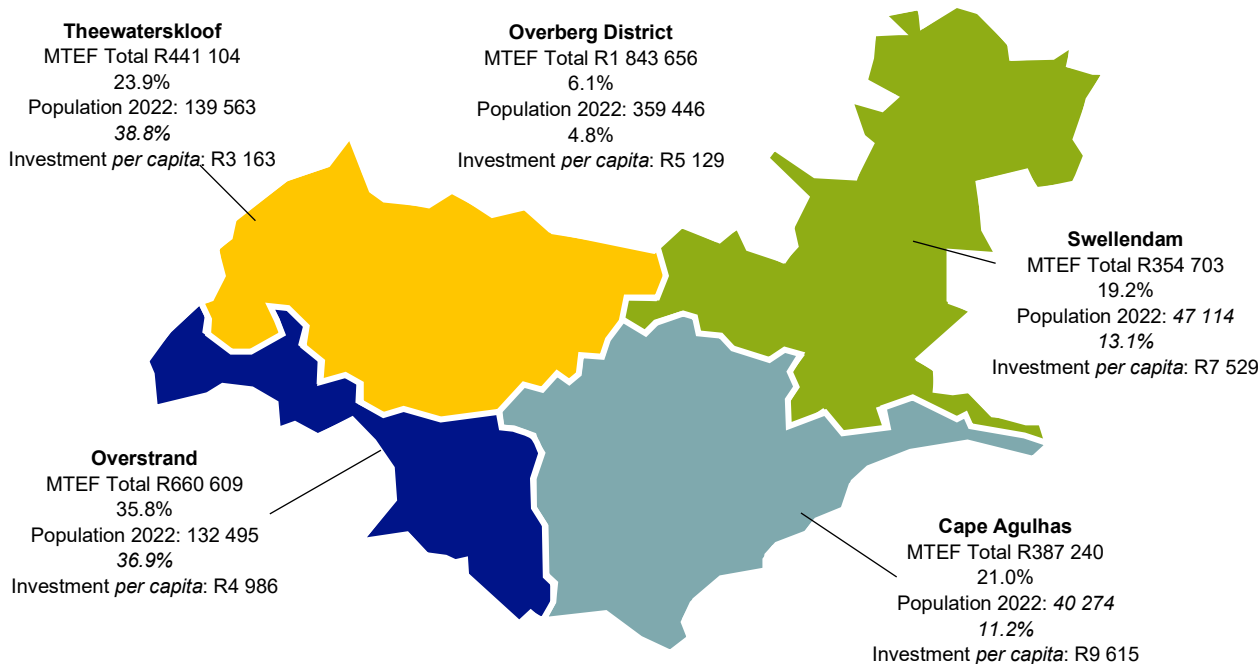 Theewaterskloof
MTEF Total R441 104
23.9%
Population 2022: 139 563
38.8%
Investment per capita: R3 163
Overberg District
MTEF Total R1 843 656
6.1%
Population 2022: 359 446
4.8%
Investment per capita: R5 129
Swellendam
MTEF Total R354 703
19.2%
Population 2022: 47 114
13.1%
Investment per capita: R7 529
Overstrand
MTEF Total R660 609
35.8%
Population 2022: 132 495
36.9%
Investment per capita: R4 986
Cape Agulhas
MTEF Total R387 240
21.0%
Population 2022: 40 274
11.2%
Investment per capita: R9 615